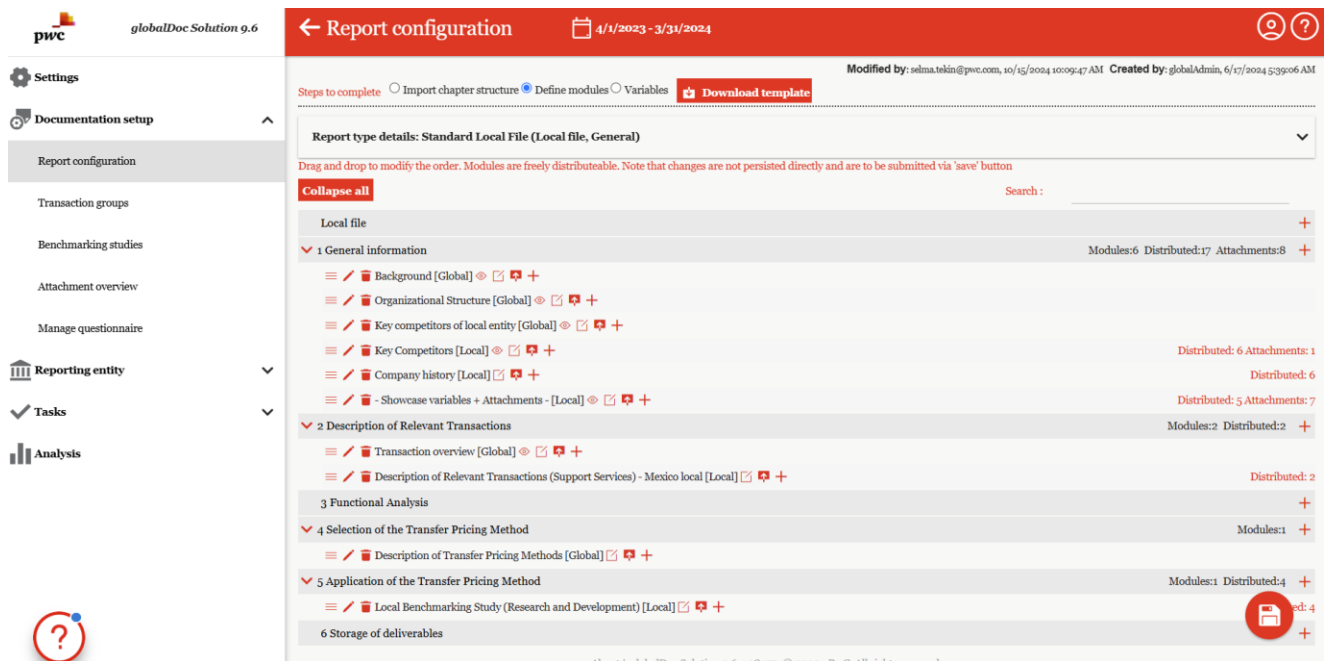 pwc
globalDoc Solution 9.6
Report configuration
4/1/2023 - 3/31/2024
Settings
Documentation setup
Report configuration
Transaction groups
Benchmarking studies
Attachment overview
Manage questionnaire
Reporting entity
Tasks
Analysis
Modified by: selma.tekin@pwc.com, 10/15/2024 10:09:47 AM Created by: globalAdmin, 6/17/2024 5:39:06 AM
Steps to complete Import chapter structure Define modules Variables Download template
Report type details: Standard Local File (Local file, General)
Drag and drop to modify the order. Modules are freely distributeable. Note that changes are not persisted directly and are to be submitted via 'save' button
Collapse all Search :
Local file
1 General information Modules:6 Distributed:17 Attachments:8
Background [Global]
Organizational Structure [Global]
Key competitors of local entity [Global]
Key Competitors [Local] Distributed: 6 Attachments: 1
Company history [Local] Distributed: 6
- Showcase variables + Attachments - [Local] Distributed: 5 Attachments: 7
2 Description of Relevant Transactions Modules:2 Distributed:2
Transaction overview [Global]
Description of Relevant Transactions (Support Services) - Mexico local [Local] Distributed: 2
3 Functional Analysis
4 Selection of the Transfer Pricing Method Modules:1
Description of Transfer Pricing Methods [Global]
5 Application of the Transfer Pricing Method Modules:1 Distributed:4
Local Benchmarking Study (Research and Development) [Local] ed: 4
6 Storage of deliverables